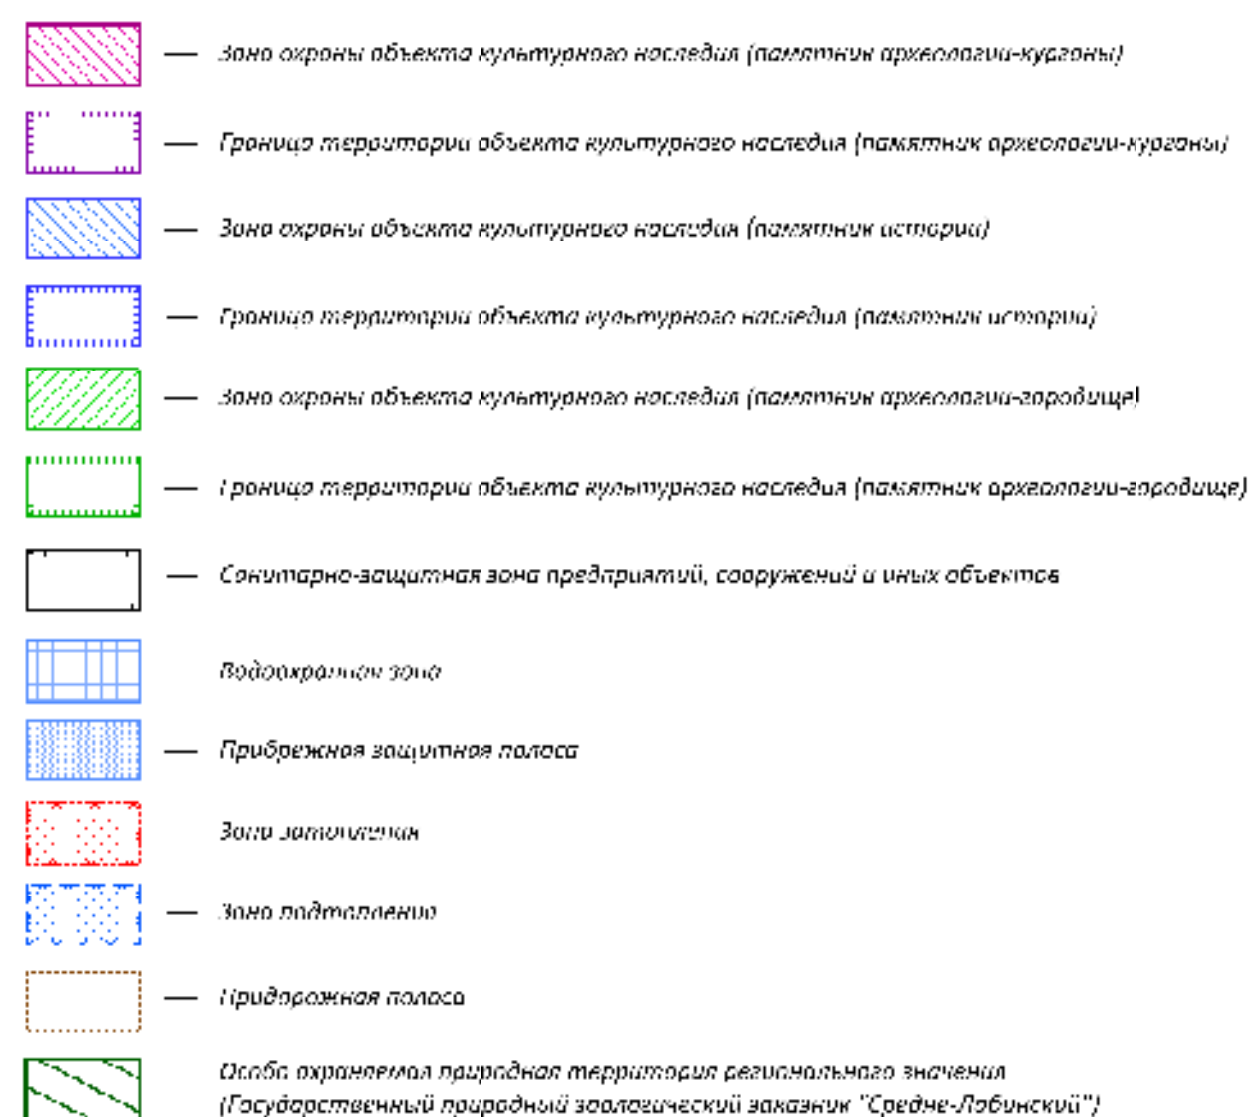 — Зона охраны объекта культурного наследия (памятник археологии-курганы)
— Граница территории объекта культурного наследия (памятник археологии-курганы)
— Зона охраны объекта культурного наследия (памятник истории)
— Граница территории объекта культурного наследия (памятник истории)
— Зона охраны объекта культурного наследия (памятник археологии-городище)
— Граница территории объекта культурного наследия (памятник археологии-городище)
— Санитарно-защитная зона предприятий, сооружений и иных объектов
Водоохранная зона
— Прибрежная защитная полоса
Зона затопления
— Зона подтопления
— Придорожная полоса
Особо охраняемая природная территория регионального значения
(Государственный природный зоологический заказник "Средне-Лабинский")